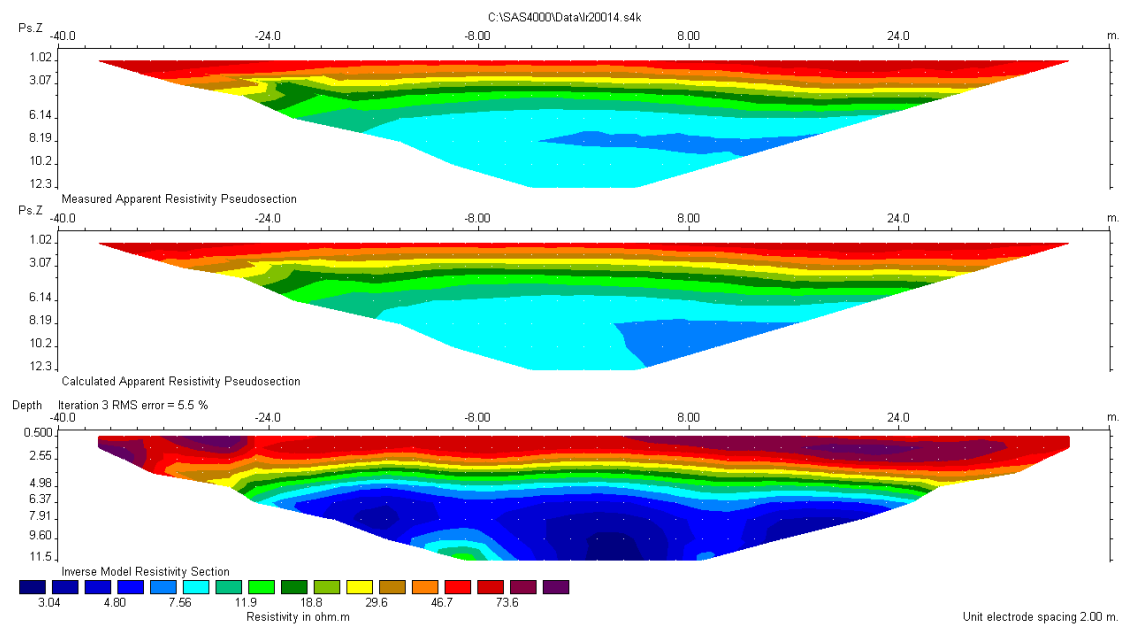 C:\SAS4000\Data\lr20014.s4k
Ps.Z
-40.0 -24.0 -8.00 8.00 24.0 m.
1.02
3.07
6.14
8.19
10.2
12.3
Measured Apparent Resistivity Pseudosection
Ps.Z
-40.0 -24.0 -8.00 8.00 24.0 m.
1.02
3.07
6.14
8.19
10.2
12.3
Calculated Apparent Resistivity Pseudosection
Depth Iteration 3 RMS error = 5.5 %
-40.0 -24.0 -8.00 8.00 24.0 m.
0.500
2.55
4.98
6.37
7.91
9.60
11.5
Inverse Model Resistivity Section
3.04 4.80 7.56 11.9 18.8 29.6 46.7 73.6
Resistivity in ohm.m Unit electrode spacing 2.00 m.